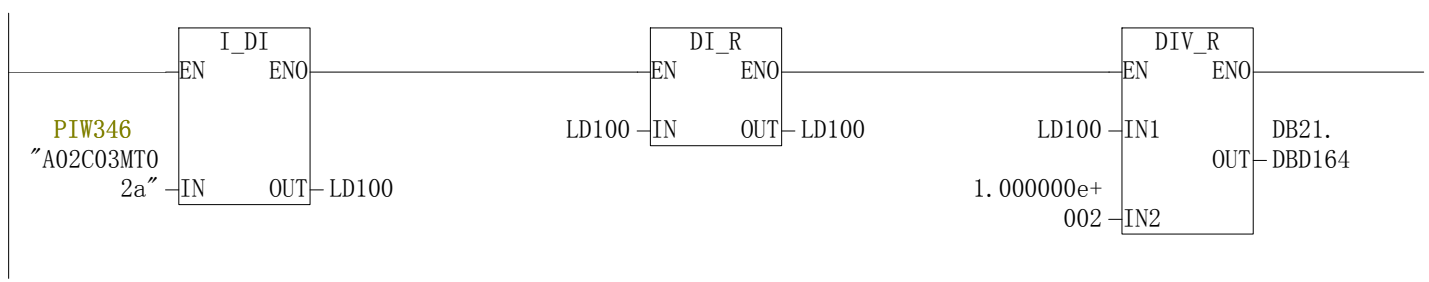 I_DI
EN ENO
PIW346
"A02C03MT0
2a" IN OUT LD100
DI_R
EN ENO
LD100 IN OUT LD100
DIV_R
EN ENO
LD100 IN1 DB21.
OUT DBD164
1.000000e+
002 IN2